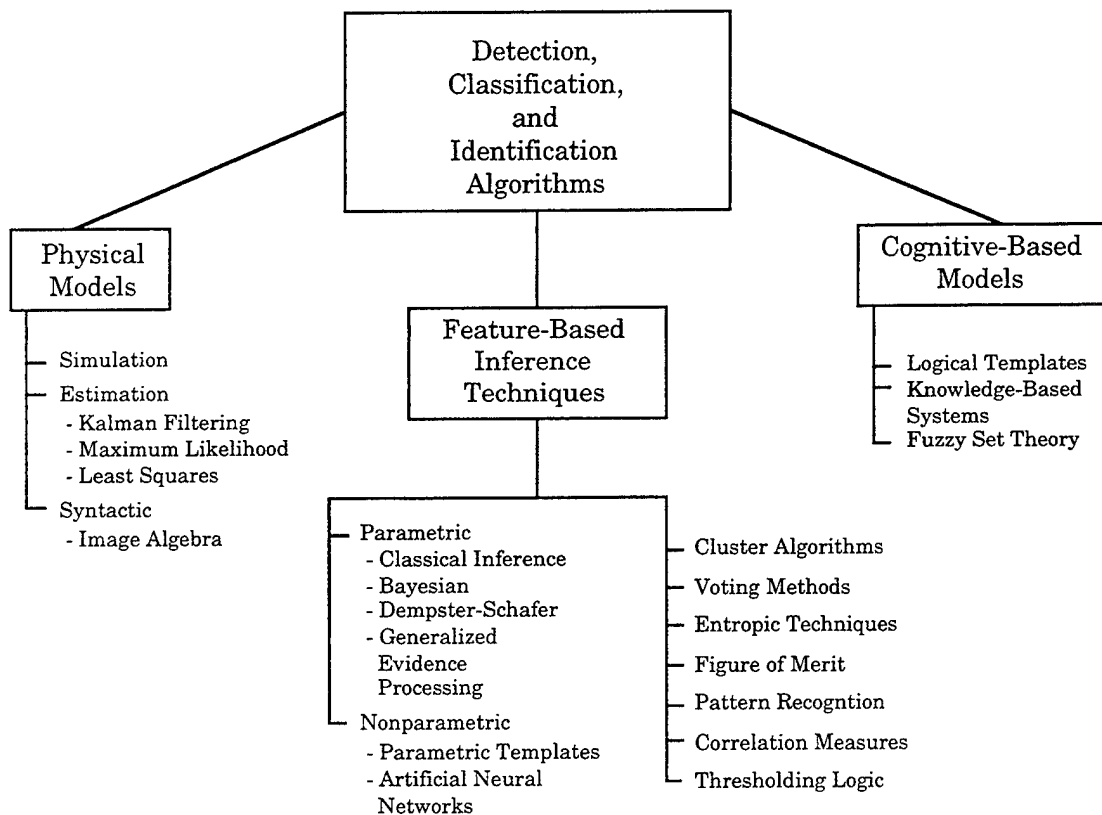 Detection,
Classification,
and
Identification
Algorithms
Physical
Models
Simulation
Estimation
- Kalman Filtering
- Maximum Likelihood
- Least Squares
Syntactic
- Image Algebra
Feature-Based
Inference
Techniques
Parametric
- Classical Inference
- Bayesian
- Dempster-Schafer
- Generalized
Evidence
Processing
Nonparametric
- Parametric Templates
- Artificial Neural
Networks
Cluster Algorithms
Voting Methods
Entropic Techniques
Figure of Merit
Pattern Recogntion
Correlation Measures
Thresholding Logic
Cognitive-Based
Models
Logical Templates
Knowledge-Based
Systems
Fuzzy Set Theory